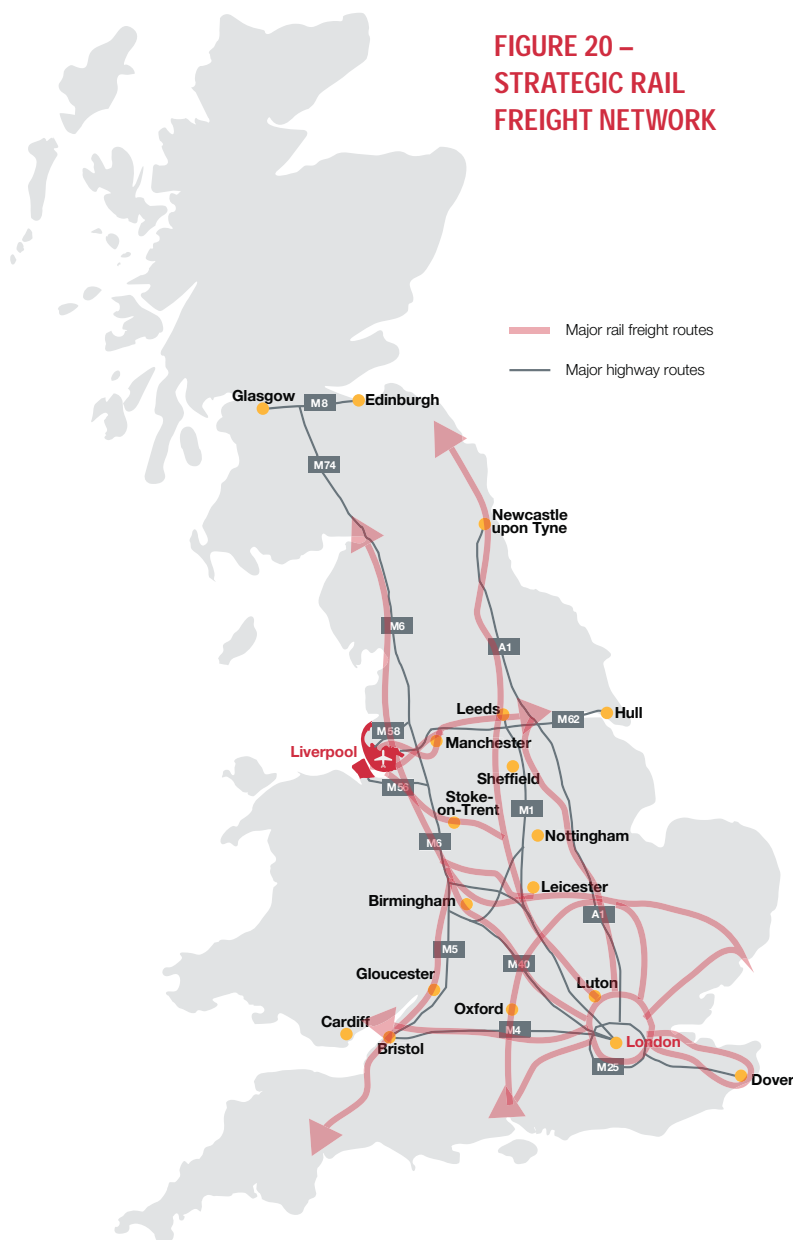 FIGURE 20 –
STRATEGIC RAIL
FREIGHT NETWORK
Major rail freight routes
Major highway routes
Glasgow
M8
Edinburgh
M74
Newcastle
upon Tyne
M6
A1
Leeds
M62
Hull
M58
Liverpool
Manchester
Sheffield
M56
Stoke-
on-Trent
M1
M6
Nottingham
Leicester
Birmingham
A1
M5
M40
Gloucester
Luton
Oxford
Cardiff
M4
London
Bristol
M25
Dover